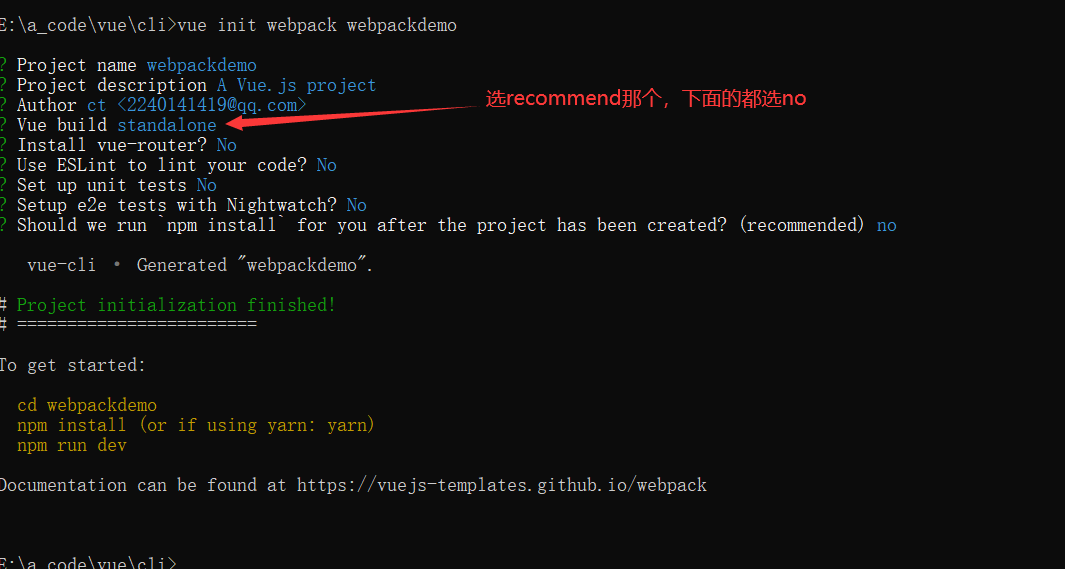 E:\a_code\vue\cli>vue init webpack webpackdemo
? Project name webpackdemo
? Project description A Vue.js project
? Author ct <2240141419@qq.com>
选recommend那个，下面的都选no
? Vue build standalone
? Install vue-router? No
? Use ESLint to lint your code? No
? Set up unit tests No
? Setup e2e tests with Nightwatch? No
? Should we run `npm install` for you after the project has been created? (recommended) no
vue-cli · Generated "webpackdemo".
# Project initialization finished!
# ========================
To get started:
cd webpackdemo
npm install (or if using yarn: yarn)
npm run dev
Documentation can be found at https://vuejs-templates.github.io/webpack
E:\a_code\vue\cli>